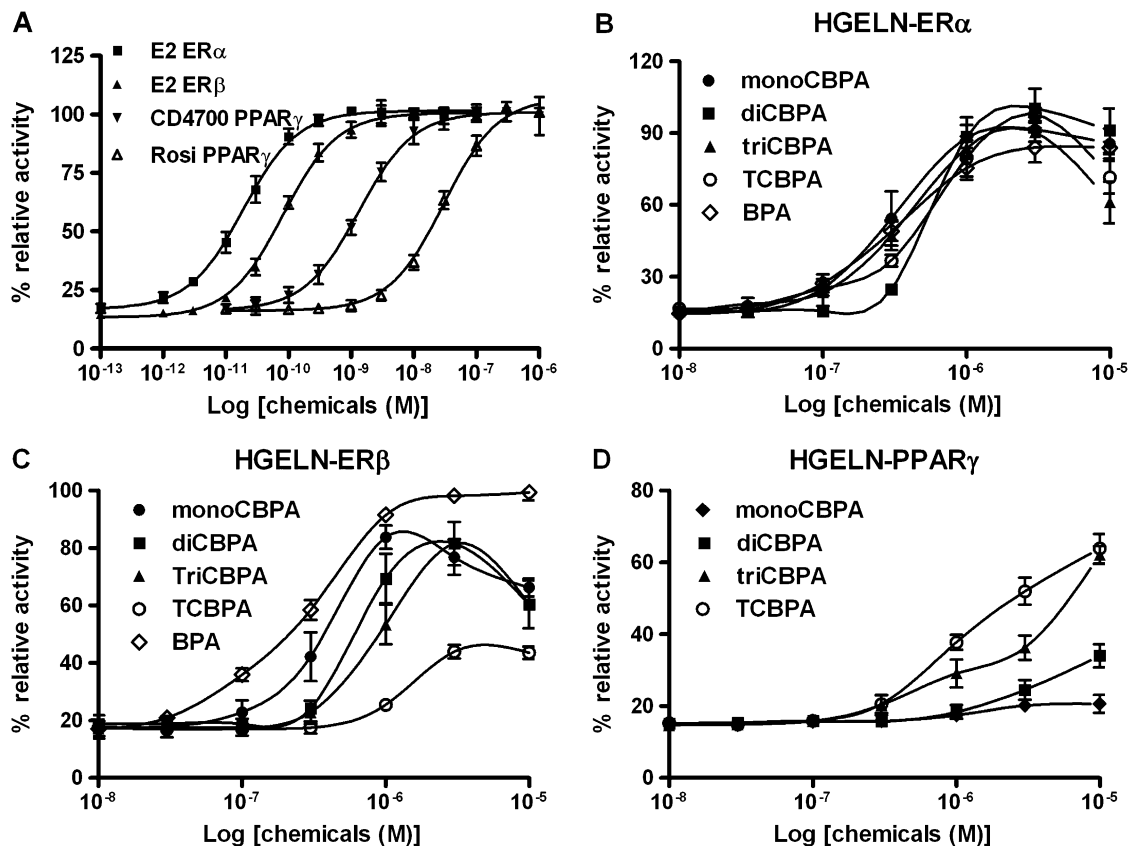 A
E2 ERα
E2 ERβ
CD4700 PPARγ
Rosi PPARγ
% relative activity
125
100
75
50
25
0
10-13
10-12
10-11
10-10
10-9
10-8
10-7
10-6
Log [chemicals (M)]
B
HGELN-ERα
monoCBPA
diCBPA
triCBPA
TCBPA
BPA
% relative activity
120
90
60
30
0
10-8
10-7
10-6
10-5
Log [chemicals (M)]
C
HGELN-ERβ
monoCBPA
diCBPA
TriCBPA
TCBPA
BPA
% relative activity
100
80
60
40
20
0
10-8
10-7
10-6
10-5
Log [chemicals (M)]
D
HGELN-PPARγ
monoCBPA
diCBPA
triCBPA
TCBPA
% relative activity
80
60
40
20
0
10-8
10-7
10-6
10-5
Log [chemicals (M)]